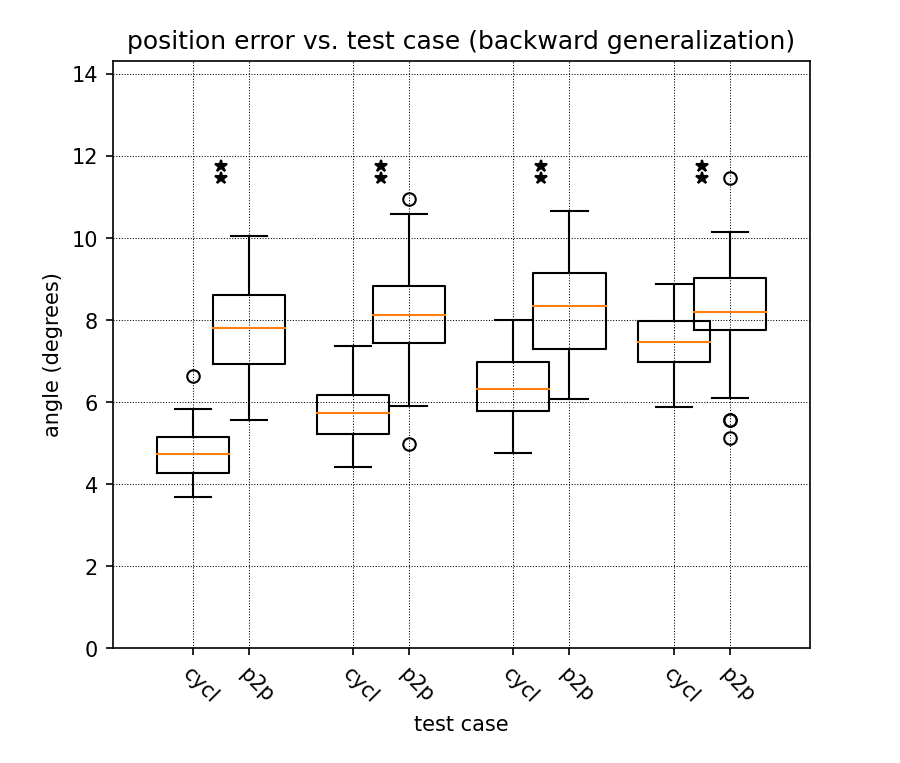 position error vs. test case (backward generalization)
14
12
10
8
6
4
2
0
angle (degrees)
cycl p2p cycl p2p cycl p2p cycl p2p
test case